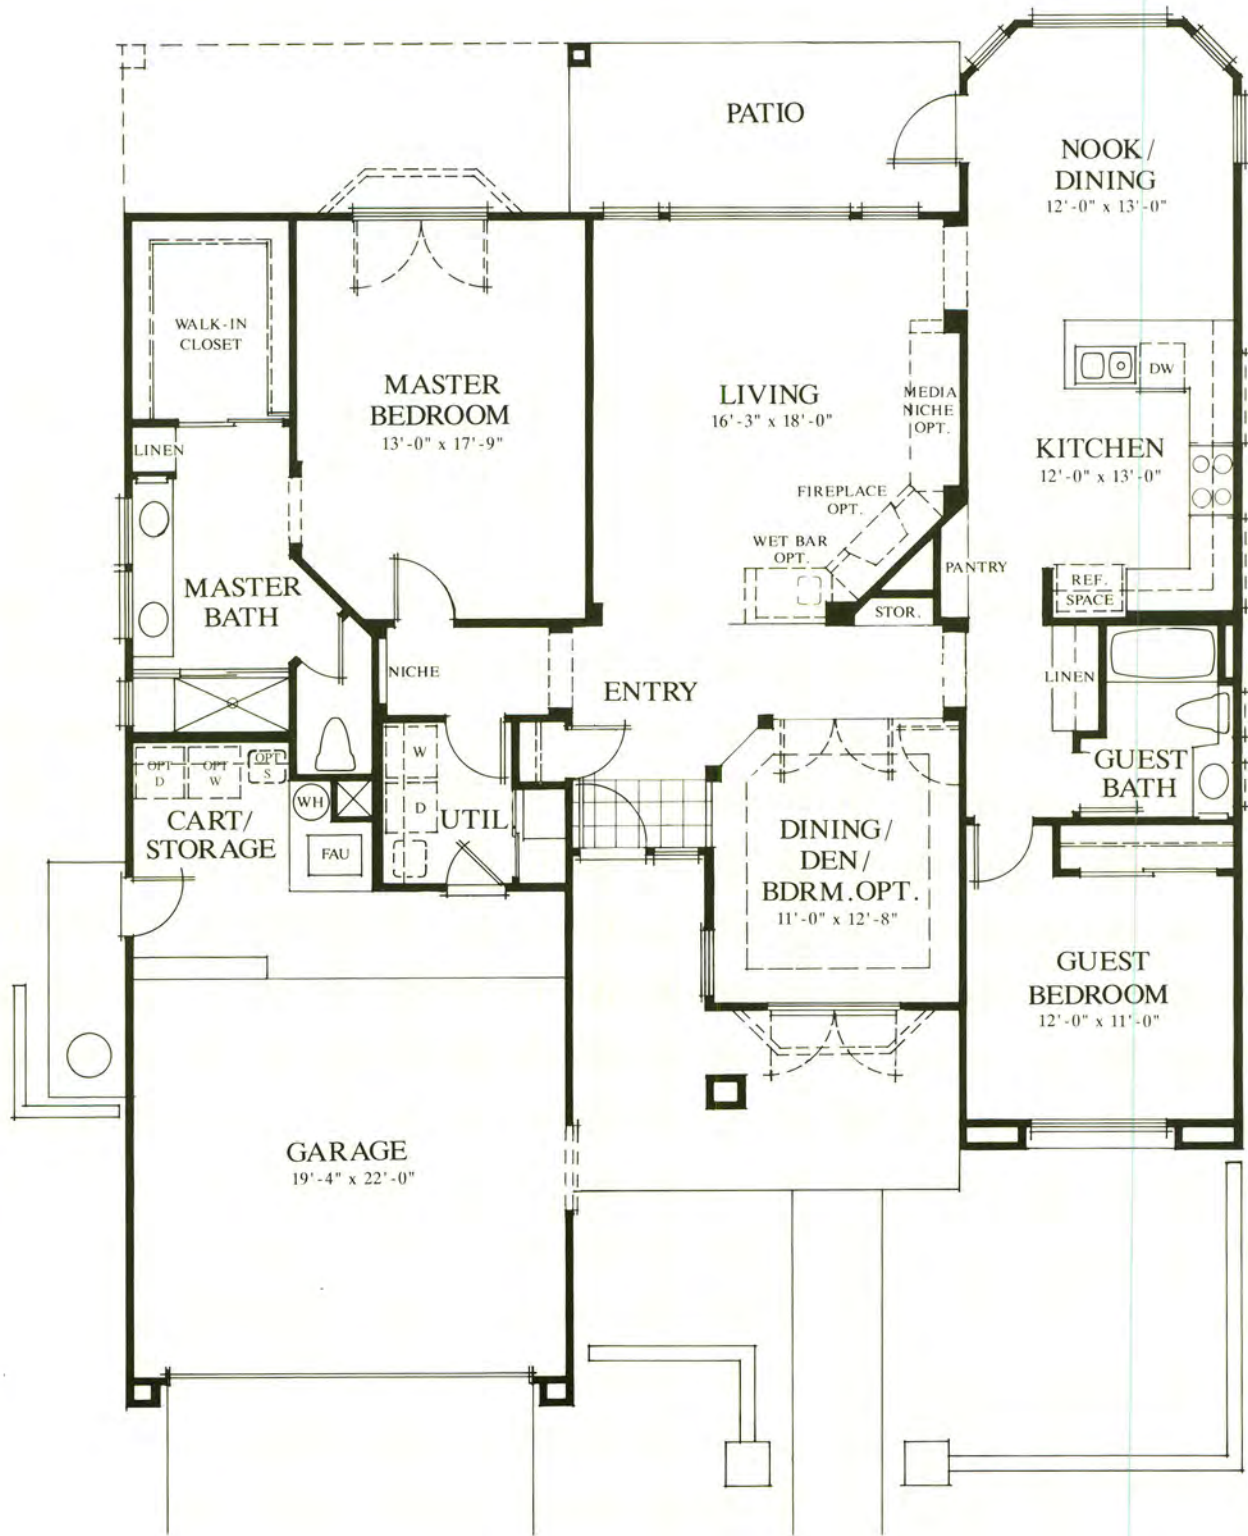 PATIO
NOOK/
DINING
12'-0" x 13'-0"
WALK-IN
CLOSET
MASTER
BEDROOM
13'-0" x 17'-9"
LIVING
16'-3" x 18'-0"
MEDIA
NICHE
OPT.
DW
KITCHEN
12'-0" x 13'-0"
LINEN
FIREPLACE
OPT.
WET BAR
OPT.
PANTRY
REF.
SPACE
STOR.
MASTER
BATH
NICHE
ENTRY
LINEN
W
D
UTIL
OPT
D
OPT
W
OPT
S
WH
FAU
CART/
STORAGE
GUEST
BATH
DINING/
DEN/
BDRM.OPT.
11'-0" x 12'-8"
GUEST
BEDROOM
12'-0" x 11'-0"
GARAGE
19'-4" x 22'-0"